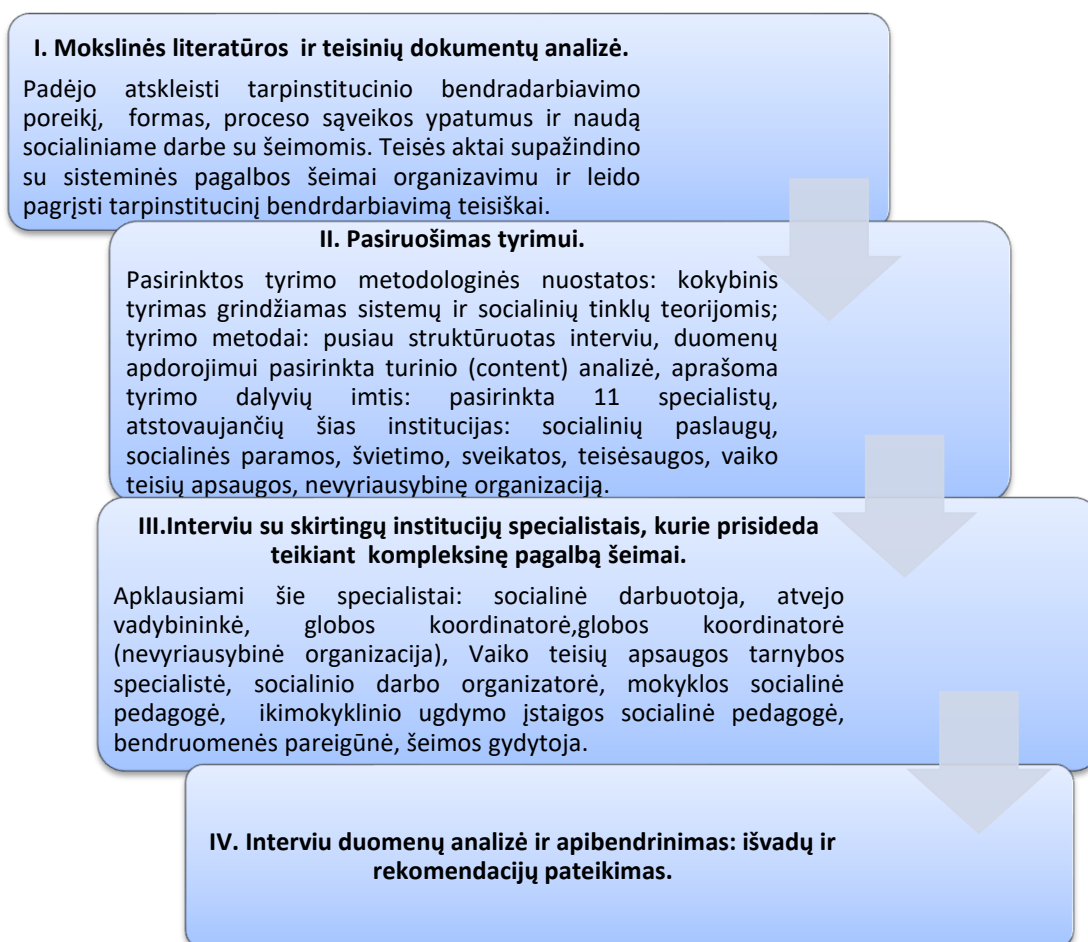 I. Mokslinės literatūros ir teisinių dokumentų analizė.
Padėjo atskleisti tarpinstitucinio bendradarbiavimo
poreikį, formas, proceso sąveikos ypatumus ir naudą
socialiniame darbe su šeimomis. Teisės aktai supažindino
su sisteminės pagalbos šeimai organizavimu ir leido
pagrįsti tarpinstitucinį bendrdarbiavimą teisiškai.
II. Pasiruošimas tyrimui.
Pasirinktos tyrimo metodologinės nuostatos: kokybinis
tyrimas grindžiamas sistemų ir socialinių tinklų teorijomis;
tyrimo metodai: pusiau struktūruotas interviu, duomenų
apdorojimui pasirinkta turinio (content) analizė, aprašoma
tyrimo dalyvių imtis: pasirinkta 11 specialistų,
atstovaujančių šias institucijas: socialinių paslaugų,
socialinės paramos, švietimo, sveikatos, teisėsaugos, vaiko
teisių apsaugos, nevyriausybinę organizaciją.
III.Interviu su skirtingų institucijų specialistais, kurie prisideda
teikiant kompleksinę pagalbą šeimai.
Apklausiami šie specialistai: socialinė darbuotoja, atvejo
vadybininkė, globos koordinatorė,globos koordinatorė
(nevyriausybinė organizacija), Vaiko teisių apsaugos tarnybos
specialistė, socialinio darbo organizatorė, mokyklos socialinė
pedagogė, ikimokyklinio ugdymo įstaigos socialinė pedagogė,
bendruomenės pareigūnė, šeimos gydytoja.
IV. Interviu duomenų analizė ir apibendrinimas: išvadų ir
rekomendacijų pateikimas.